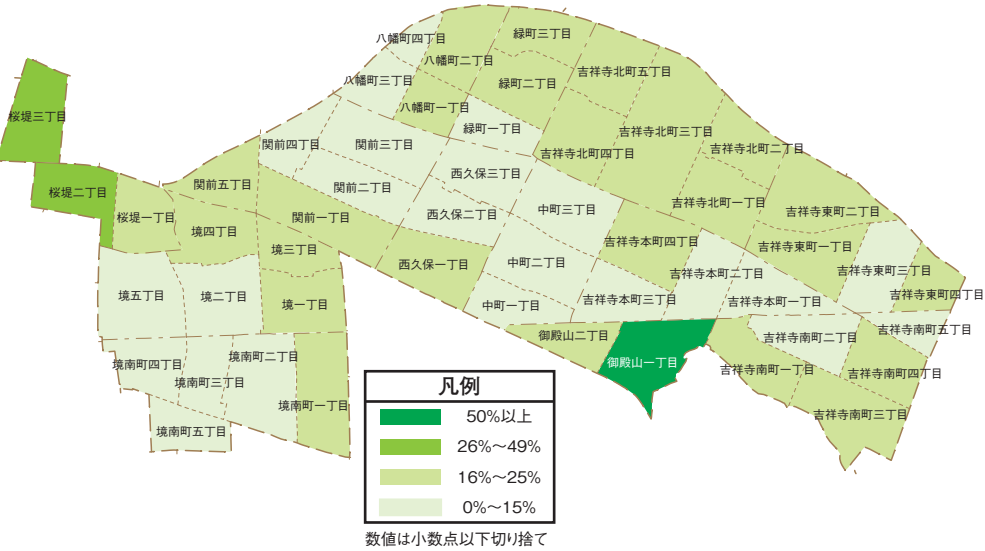 八幡町四丁目
緑町三丁目
八幡町二丁目
吉祥寺北町五丁目
八幡町三丁目
緑町二丁目
八幡町一丁目
桜堤三丁目
緑町一丁目
吉祥寺北町三丁目
関前四丁目
関前三丁目
吉祥寺北町四丁目
吉祥寺北町二丁目
西久保三丁目
桜堤二丁目
関前五丁目
関前二丁目
吉祥寺北町一丁目
中町三丁目
吉祥寺東町二丁目
桜堤一丁目
関前一丁目
西久保二丁目
境四丁目
吉祥寺本町四丁目
吉祥寺東町一丁目
境三丁目
西久保一丁目
中町二丁目
吉祥寺本町二丁目
吉祥寺東町三丁目
境五丁目
境二丁目
境一丁目
中町一丁目
吉祥寺本町三丁目
吉祥寺本町一丁目
吉祥寺東町四丁目
御殿山二丁目
吉祥寺南町二丁目
吉祥寺南町五丁目
境南町四丁目
境南町二丁目
御殿山一丁目
吉祥寺南町一丁目
吉祥寺南町四丁目
境南町三丁目
境南町一丁目
吉祥寺南町三丁目
境南町五丁目
凡例
50%以上
26%～49%
16%～25%
0%～15%
数値は小数点以下切り捨て